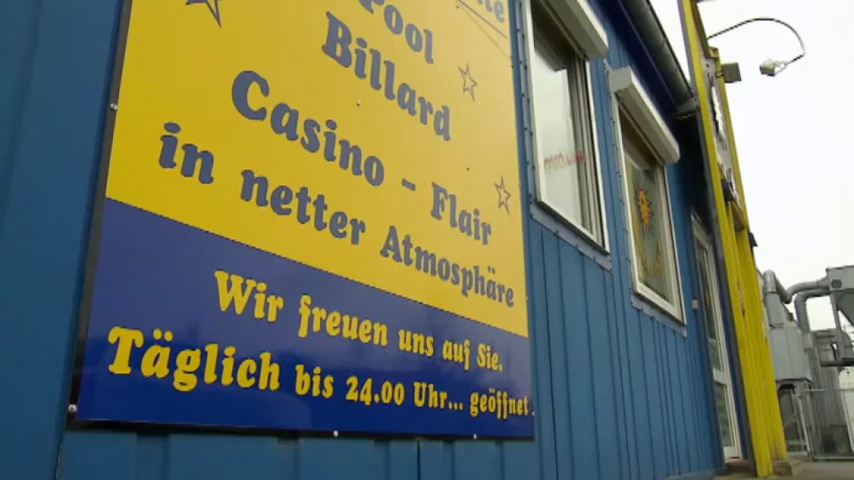 Pool
Billard
Casino - Flair
in netter Atmosphäre
Wir freuen uns auf Sie.
Täglich bis 24.00 Uhr... geöffnet